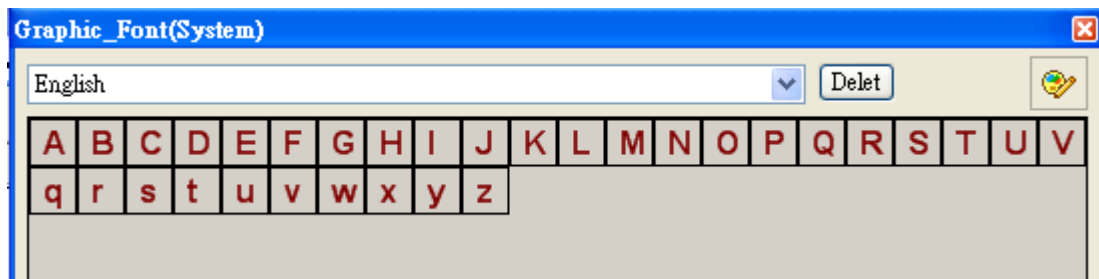 Graphic_Font(System)
English Delet
A B C D E F G H I J K L M N O P Q R S T U V
q r s t u v w x y z